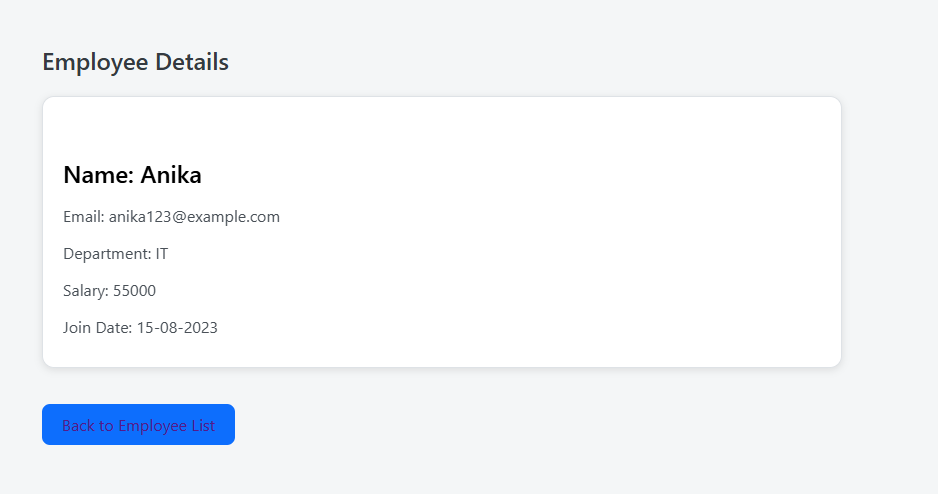 Employee Details
Name: Anika
Email: anika123@example.com
Department: IT
Salary: 55000
Join Date: 15-08-2023
Back to Employee List